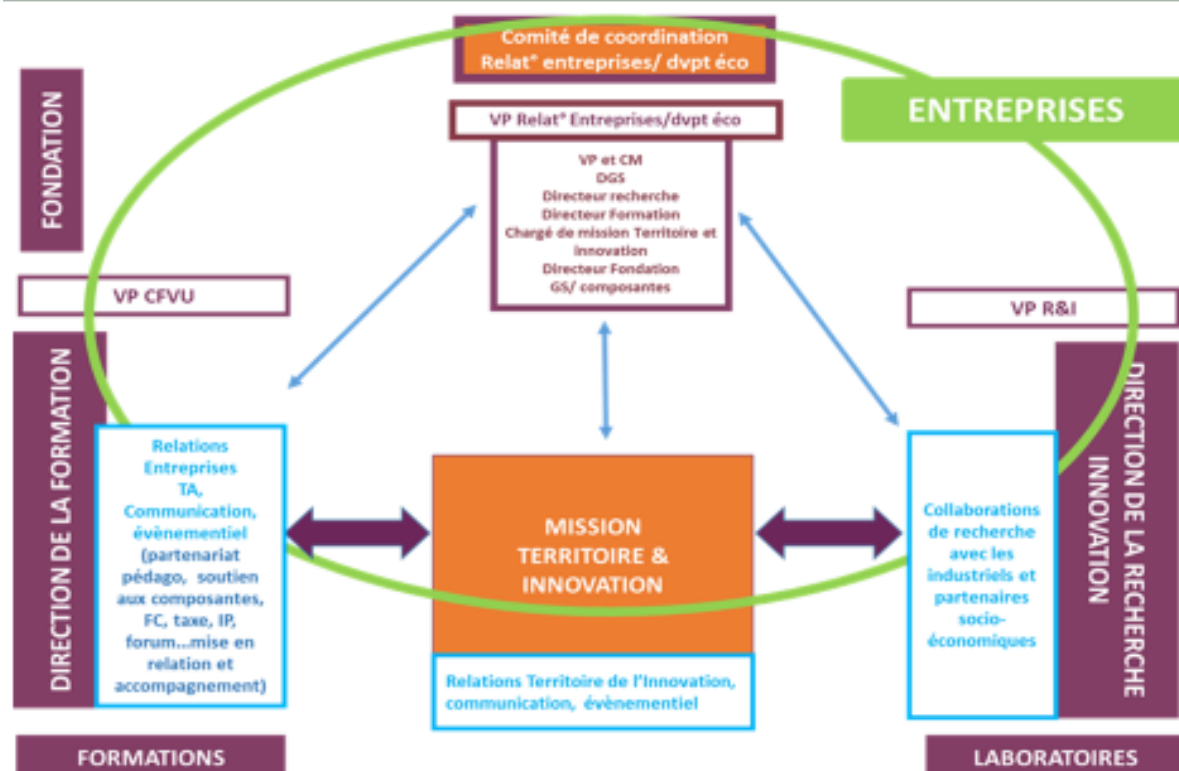 Comité de coordination
Relat° entreprises/ dvpt éco
ENTREPRISES
FONDATION
VP Relat° Entreprises/dvpt éco
VP et CM
DGS
Directeur recherche
Directeur Formation
Chargé de mission Territoire et
innovation
Directeur Fondation
GS/ composantes
VP CFVU
VP R&I
DIRECTION DE LA FORMATION
Relations
Entreprises
TA,
Communication,
évènementiel
(partenariat
pédago, soutien
aux composantes,
FC, taxe, IP,
forum...mise en
relation et
accompagnement)
MISSION
TERRITOIRE &
INNOVATION
Relations Territoire de l'Innovation,
communication, évènementiel
Collaborations
de recherche
avec les
industriels et
partenaires
socio-
économiques
DIRECTION DE LA RECHERCHE
INNOVATION
FORMATIONS
LABORATOIRES